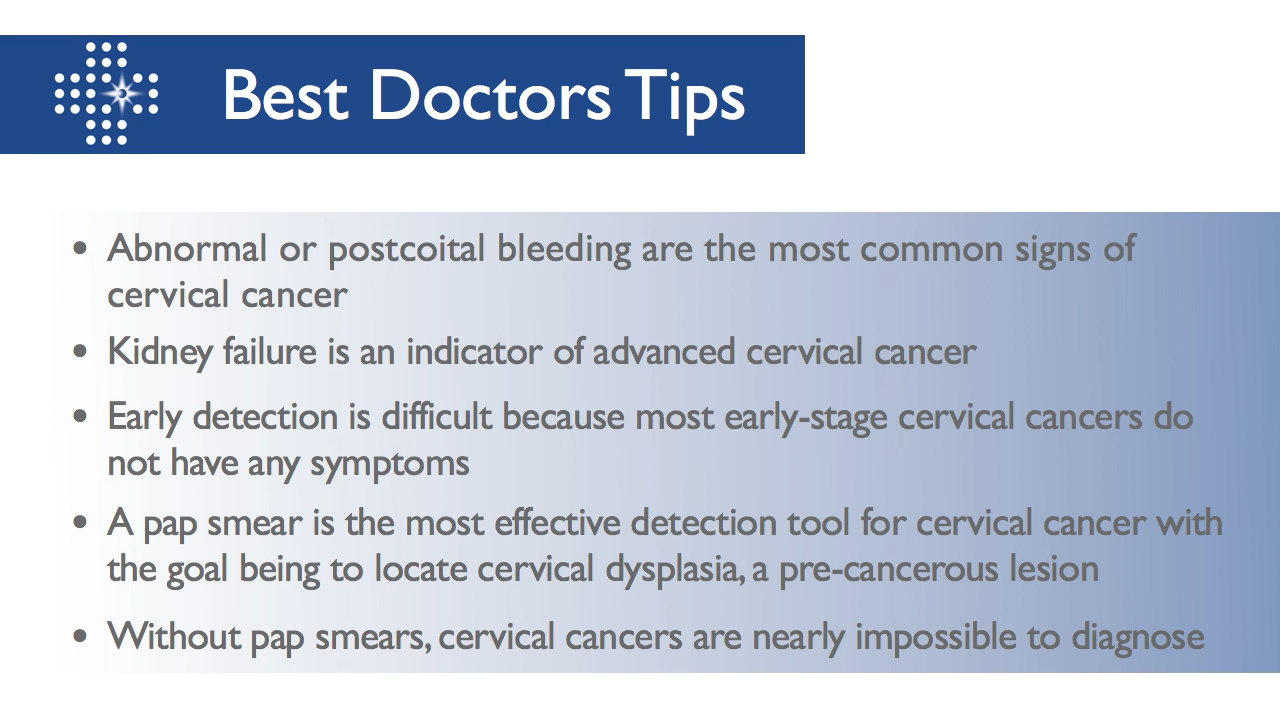 Best Doctors Tips
• Abnormal or postcoital bleeding are the most common signs of
cervical cancer
• Kidney failure is an indicator of advanced cervical cancer
• Early detection is difficult because most early-stage cervical cancers do
not have any symptoms
• A pap smear is the most effective detection tool for cervical cancer with
the goal being to locate cervical dysplasia, a pre-cancerous lesion
• Without pap smears, cervical cancers are nearly impossible to diagnose